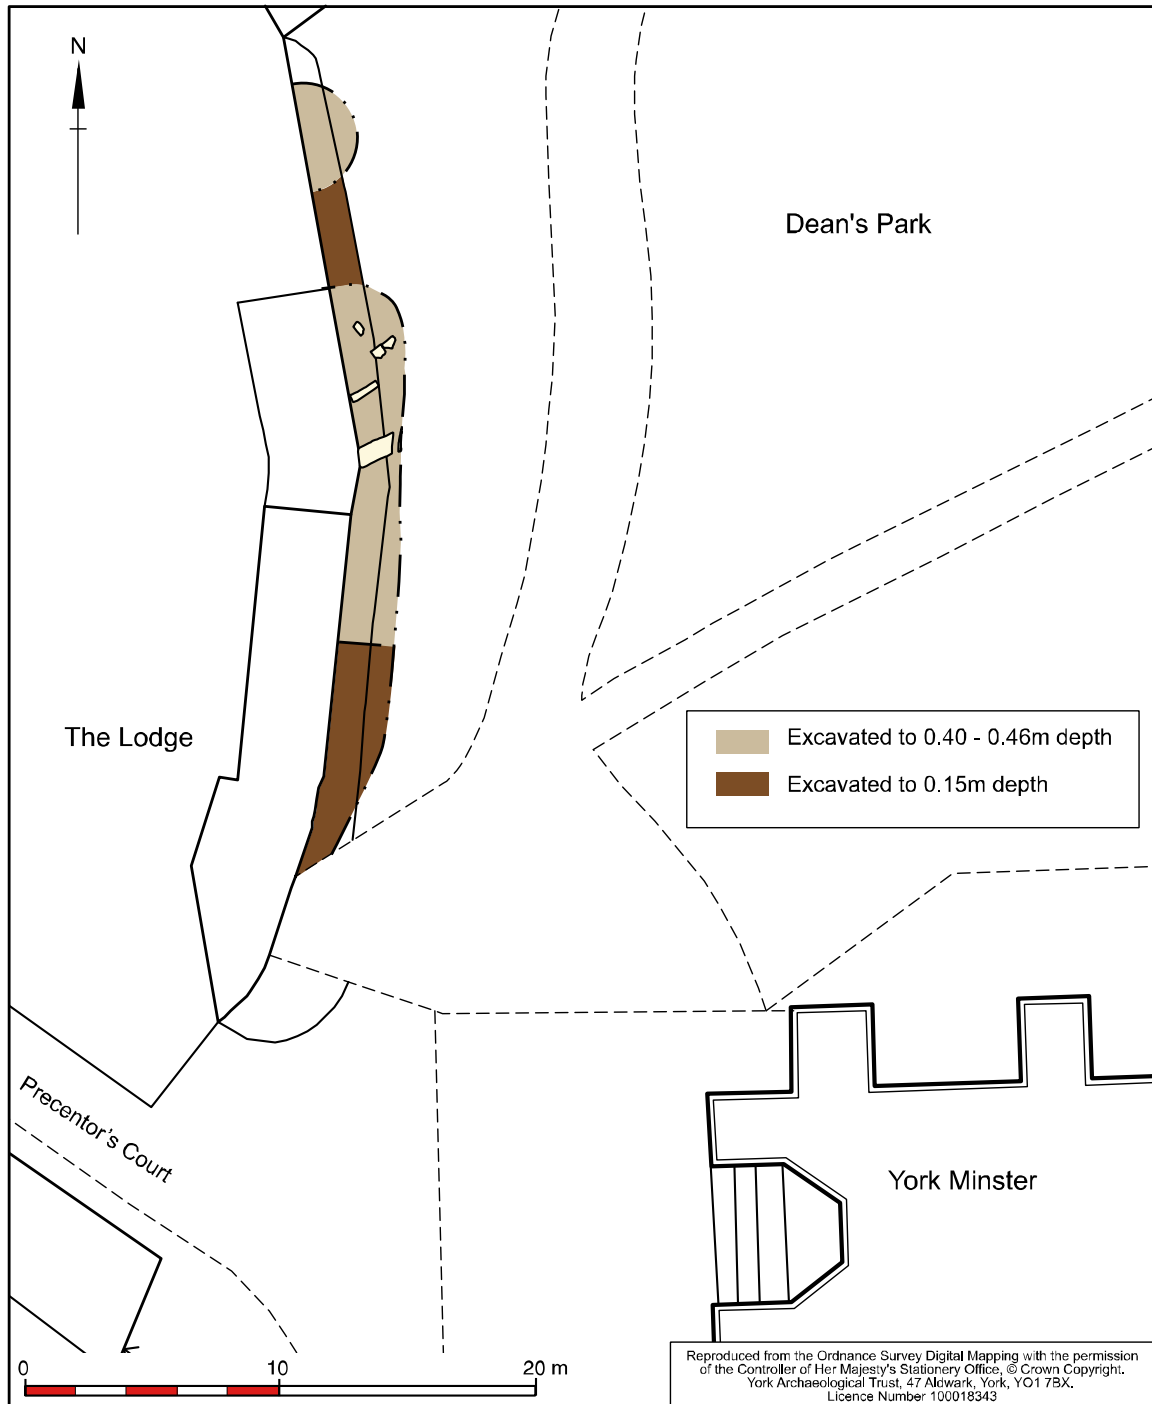 N
Dean's Park
The Lodge
Excavated to 0.40 - 0.46m depth
Excavated to 0.15m depth
Precentor's Court
York Minster
0 10 20 m
Reproduced from the Ordnance Survey Digital Mapping with the permission
of the Controller of Her Majesty's Stationery Office, © Crown Copyright.
York Archaeological Trust, 47 Aldwark, York, YO1 7BX.
Licence Number 100018343